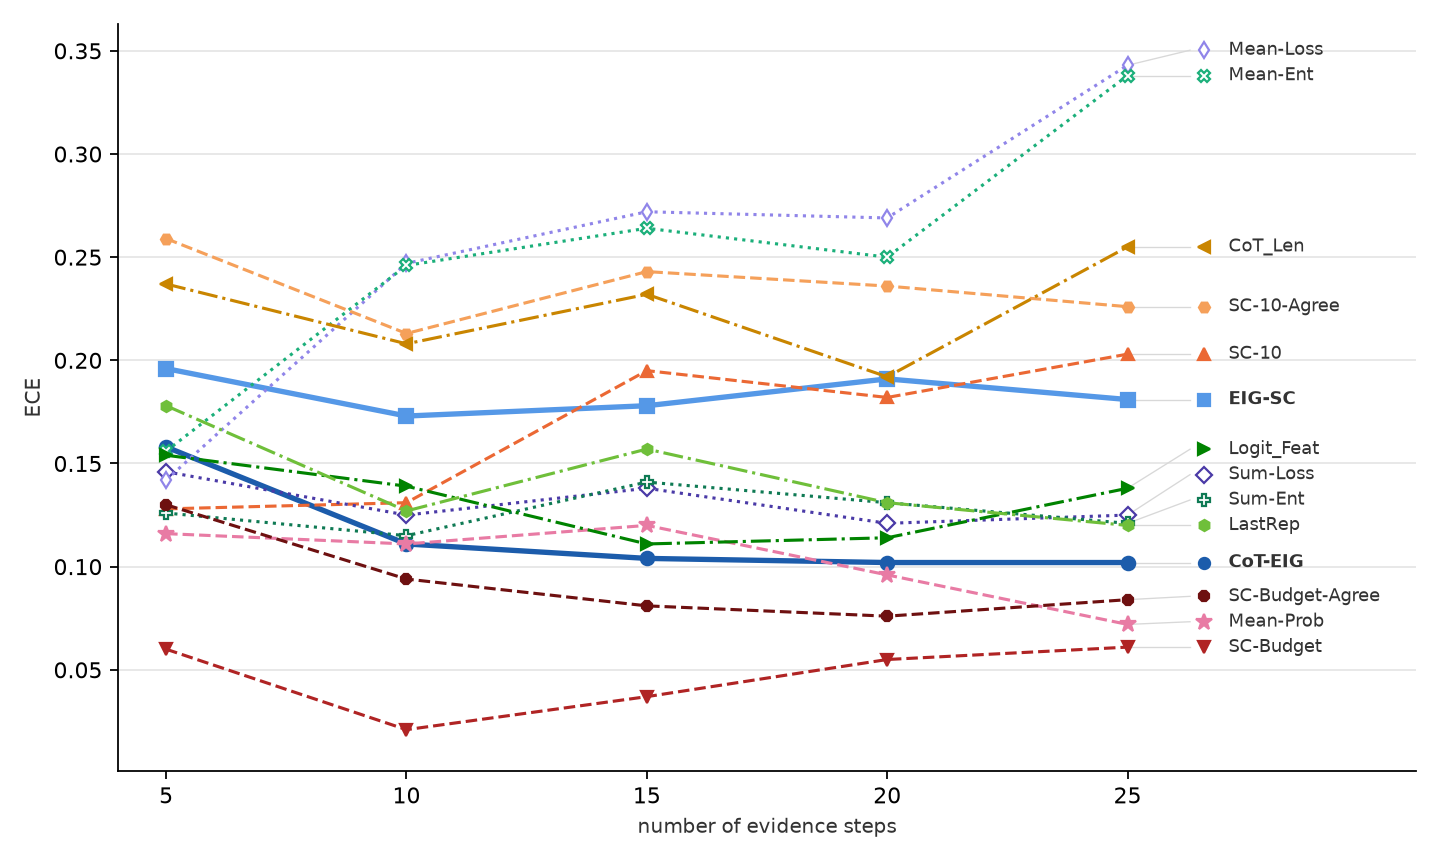 0.35
0.30
0.25
0.20
0.15
0.10
0.05
ECE
5
10
15
20
25
number of evidence steps
Mean-Loss
Mean-Ent
CoT_Len
SC-10-Agree
SC-10
EIG-SC
Logit_Feat
Sum-Loss
Sum-Ent
LastRep
CoT-EIG
SC-Budget-Agree
Mean-Prob
SC-Budget